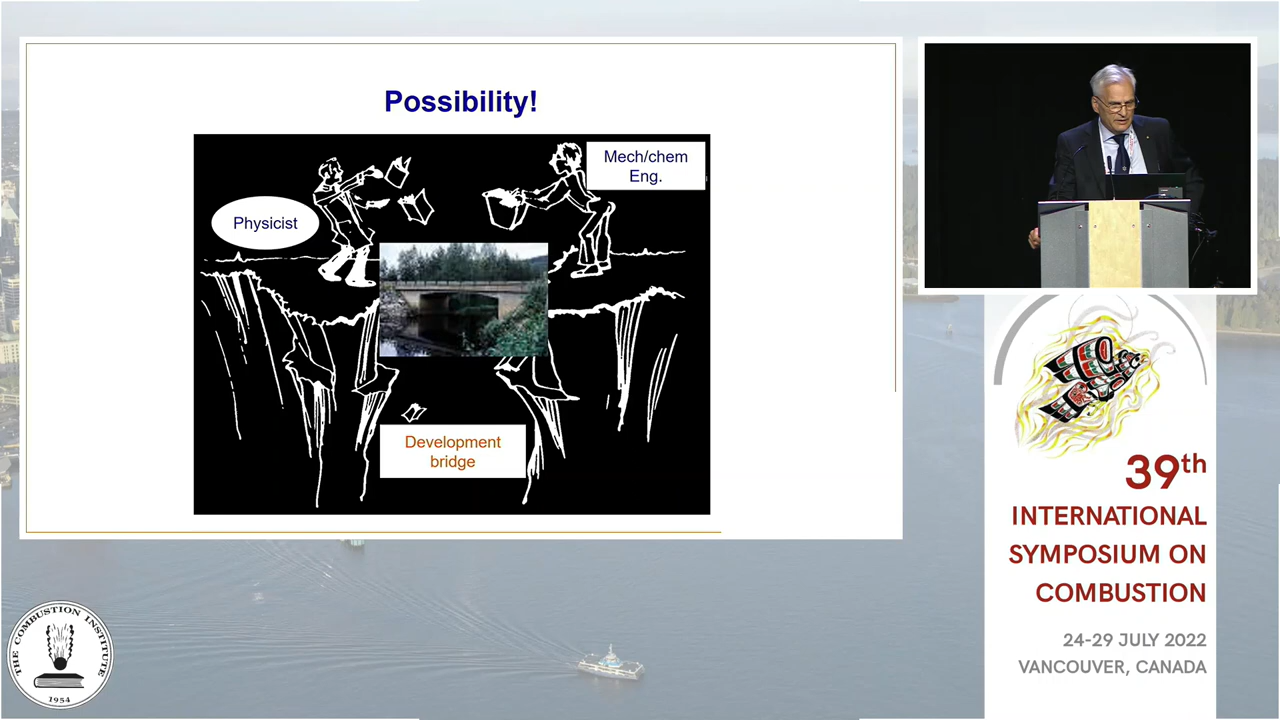 Possibility!
Mech/chem
Eng.
Physicist
Development
bridge
39th
INTERNATIONAL
SYMPOSIUM ON
COMBUSTION
24-29 JULY 2022
VANCOUVER, CANADA
THE COMBUSTION INSTITUTE
1954